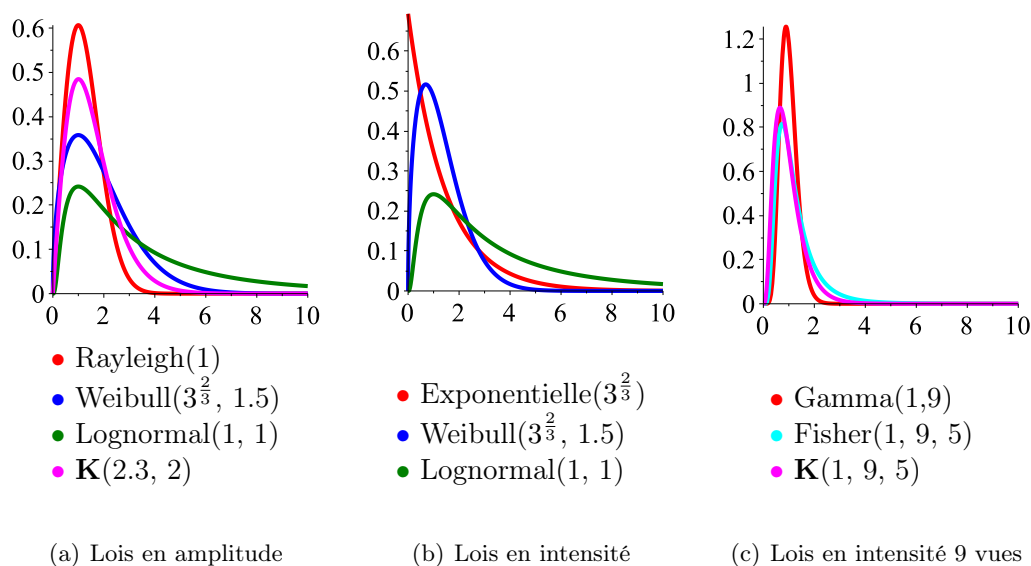 0.6
0.5
0.4
0.3
0.2
0.1
0
0 2 4 6 8 10
Rayleigh(1)
Weibull(3^{2/3}, 1.5)
Lognormal(1, 1)
K(2.3, 2)
(a) Lois en amplitude
0.6
0.5
0.4
0.3
0.2
0.1
0
0 2 4 6 8 10
Exponentielle(3^{2/3})
Weibull(3^{2/3}, 1.5)
Lognormal(1, 1)
(b) Lois en intensité
1.2
1
0.8
0.6
0.4
0.2
0
0 2 4 6 8 10
Gamma(1,9)
Fisher(1, 9, 5)
K(1, 9, 5)
(c) Lois en intensité 9 vues